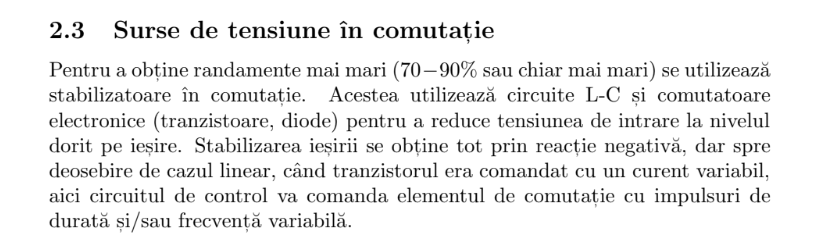 2.3 Surse de tensiune în comutație
Pentru a obține randamente mai mari (70−90% sau chiar mai mari) se utilizează
stabilizatoare în comutație. Acestea utilizează circuite L-C și comutatoare
electronice (tranzistoare, diode) pentru a reduce tensiunea de intrare la nivelul
dorit pe ieșire. Stabilizarea ieșirii se obține tot prin reacție negativă, dar spre
deosebire de cazul linear, când tranzistorul era comandat cu un curent variabil,
aici circuitul de control va comanda elementul de comutație cu impulsuri de
durată și/sau frecvență variabilă.